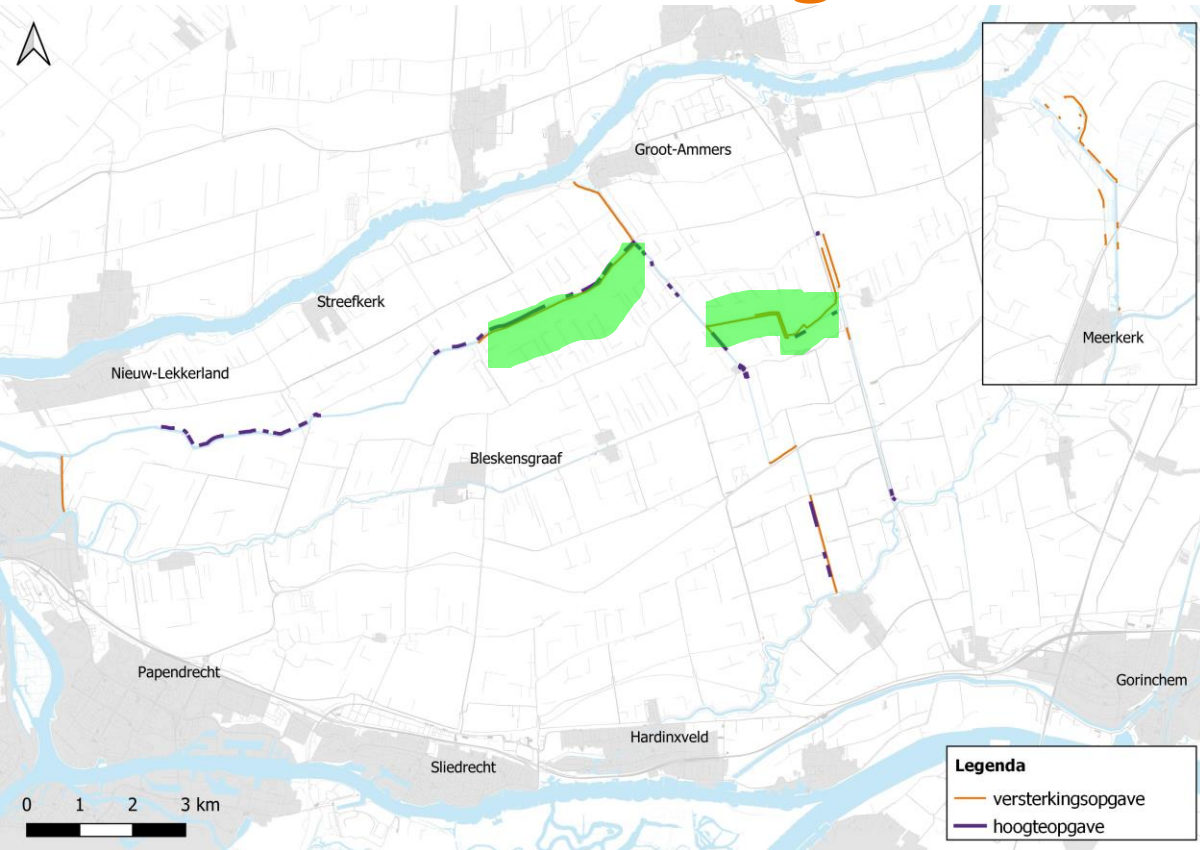 Groot-Ammers
Streefkerk
Nieuw-Lekkerland
Meerkerk
Bleskensgraaf
Papendrecht
Gorinchem
Hardinxveld
Sliedrecht
0 1 2 3 km
Legenda
versterkingsopgave
hoogteopgave